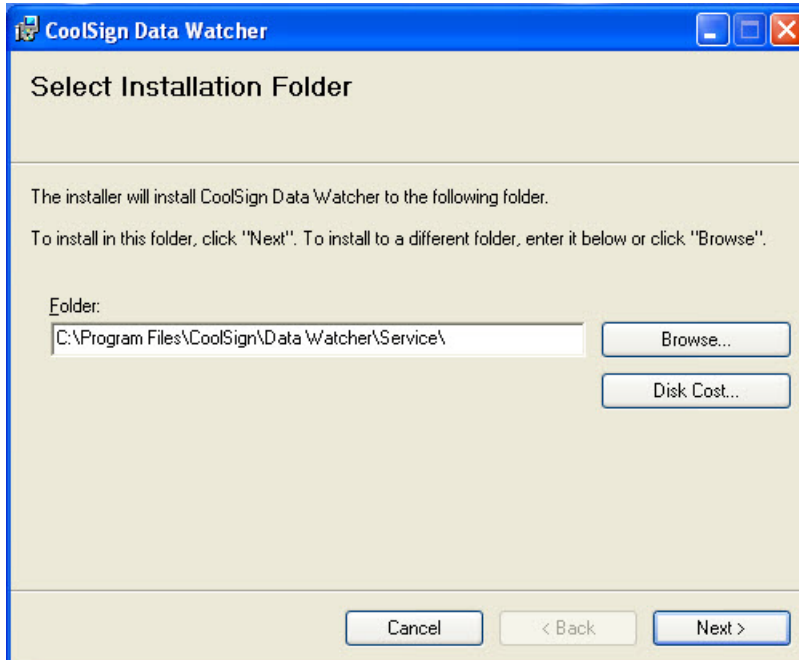 CoolSign Data Watcher
Select Installation Folder
The installer will install CoolSign Data Watcher to the following folder.
To install in this folder, click "Next". To install to a different folder, enter it below or click "Browse".
Folder:
C:\Program Files\CoolSign\Data Watcher\Service\
Browse...
Disk Cost...
Cancel
< Back
Next >